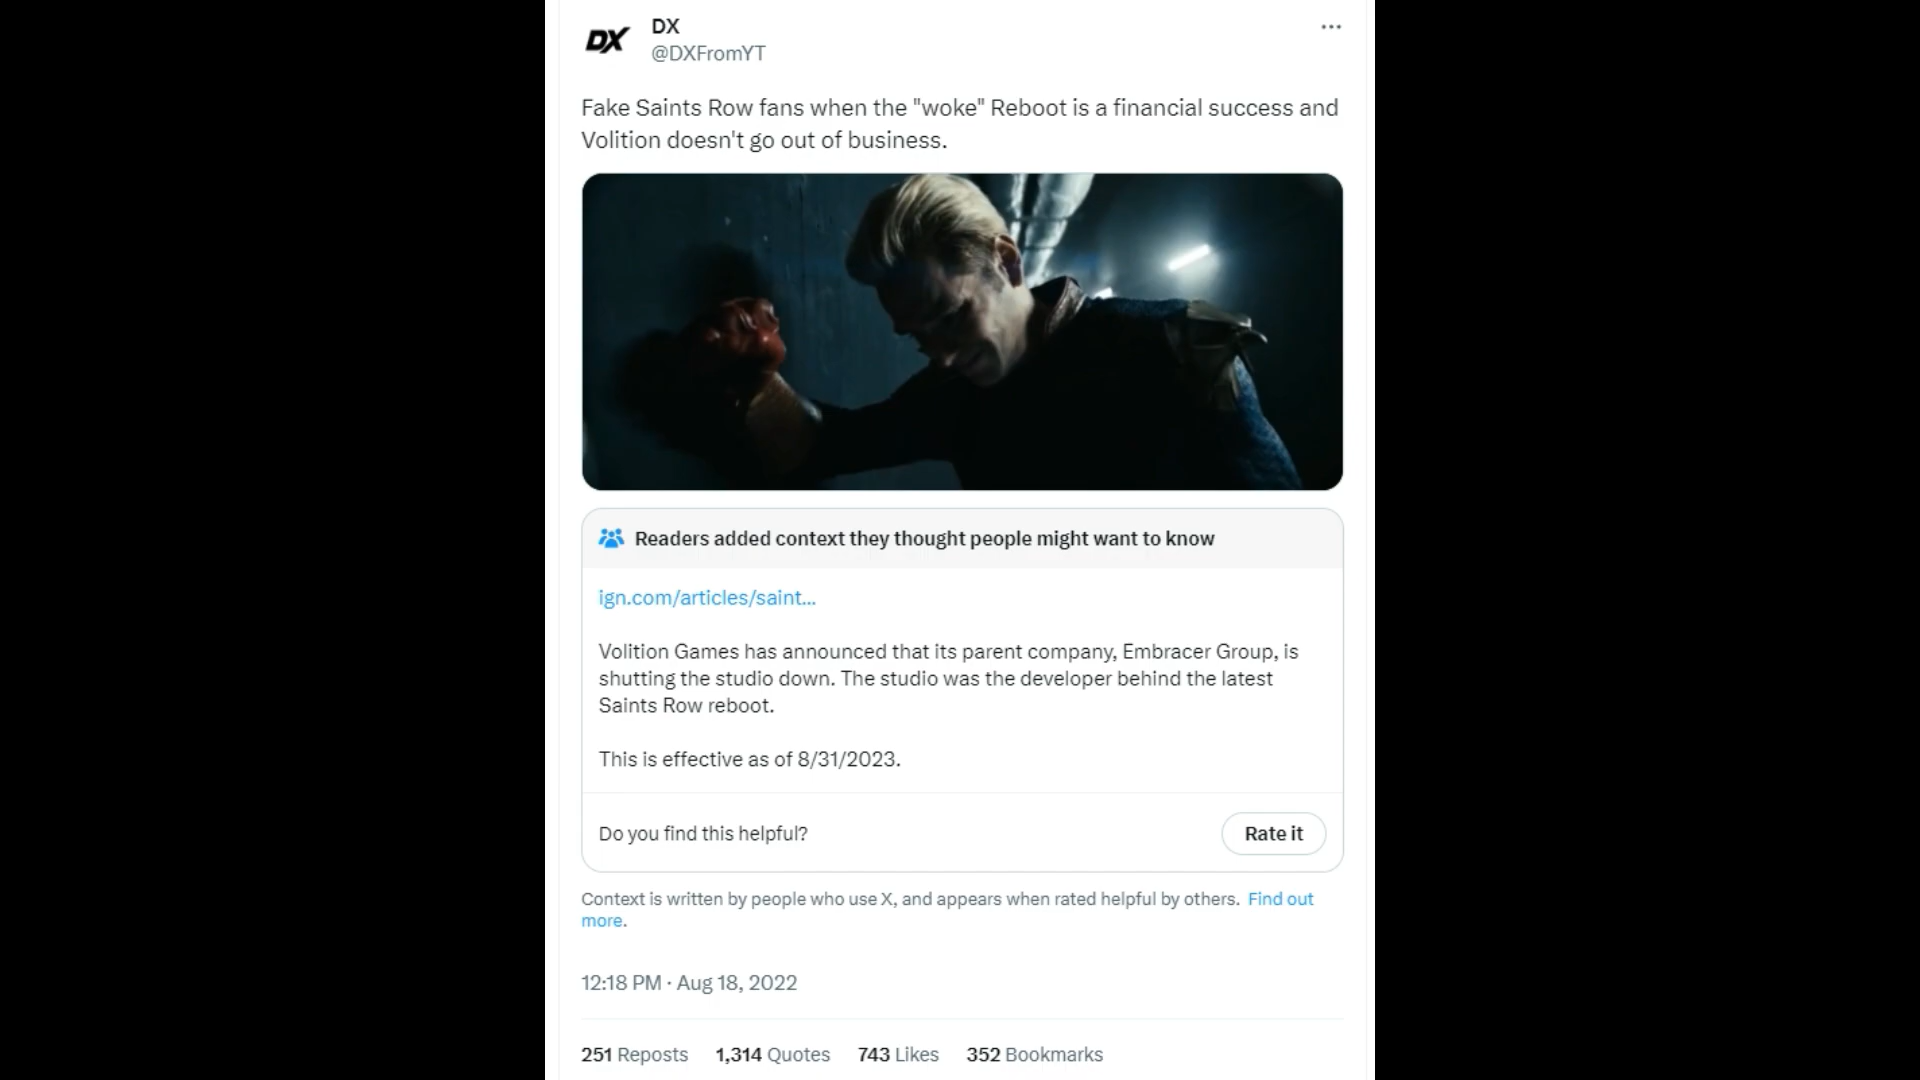 DX
DX
@DXFromYT
Fake Saints Row fans when the "woke" Reboot is a financial success and
Volition doesn't go out of business.
Readers added context they thought people might want to know
ign.com/articles/saint...
Volition Games has announced that its parent company, Embracer Group, is
shutting the studio down. The studio was the developer behind the latest
Saints Row reboot.
This is effective as of 8/31/2023.
Do you find this helpful?
Rate it
Context is written by people who use X, and appears when rated helpful by others. Find out
more.
12:18 PM · Aug 18, 2022
251 Reposts 1,314 Quotes 743 Likes 352 Bookmarks